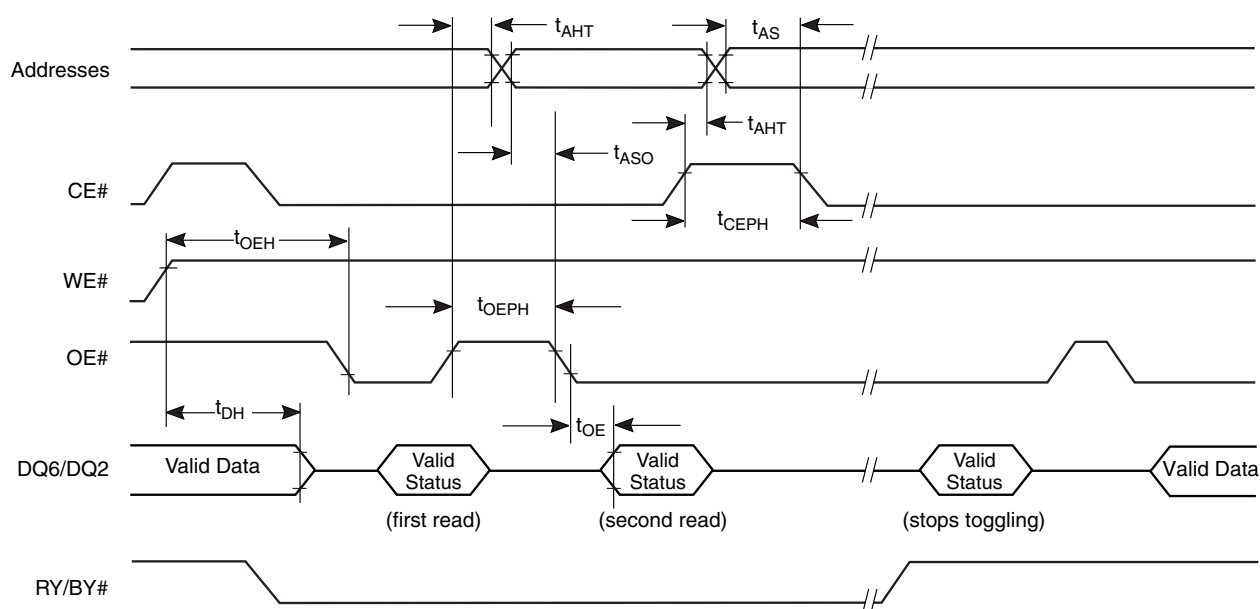 tAHT
tAS
Addresses
tAHT
tASO
CE#
tCEPH
tOEH
WE#
tOEPH
OE#
tDH
tOE
DQ6/DQ2
Valid Data
Valid
Status
Valid
Status
Valid
Status
Valid Data
(first read)
(second read)
(stops toggling)
RY/BY#